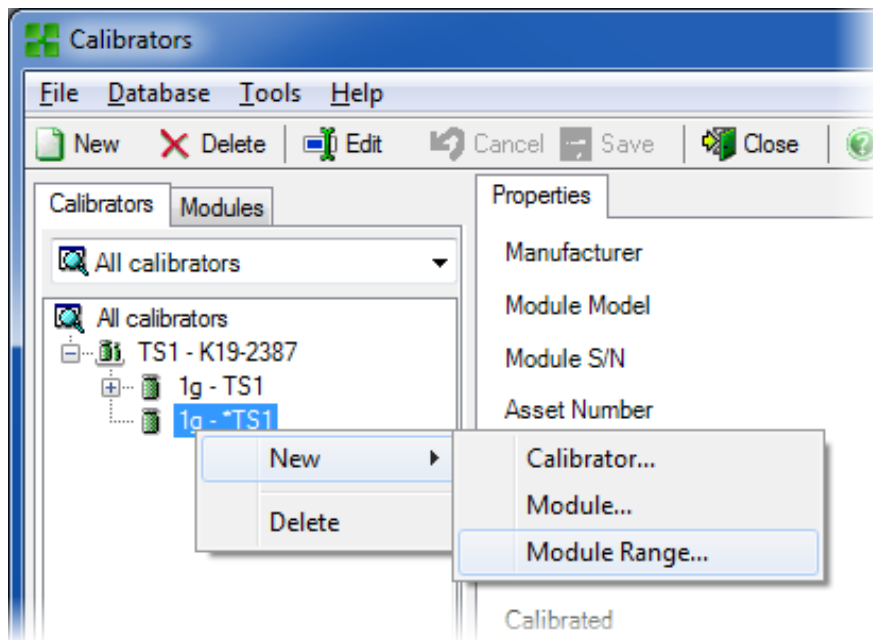 Calibrators
File Database Tools Help
New Delete Edit Cancel Save Close
Calibrators Modules
All calibrators
All calibrators
TS1 - K19-2387
1g - TS1
1g - *TS1
New
Delete
Calibrator...
Module...
Module Range...
Properties
Manufacturer
Module Model
Module S/N
Asset Number
Calibrated